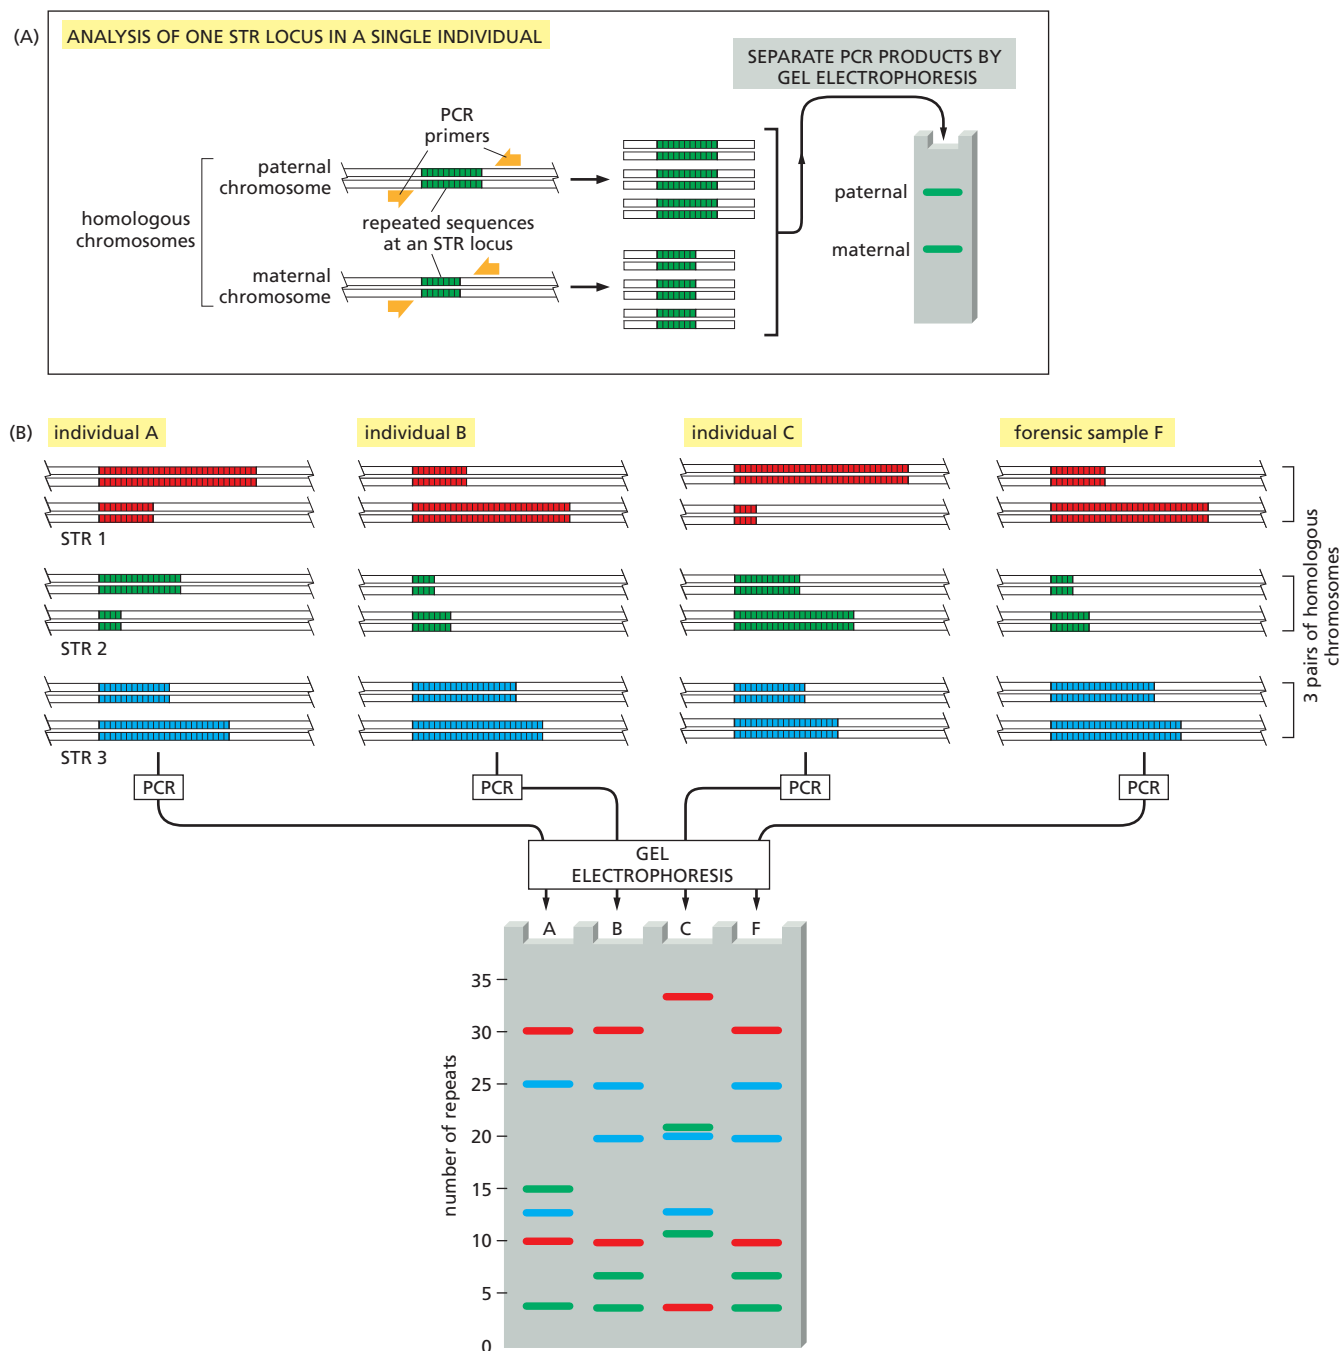 (A)
ANALYSIS OF ONE STR LOCUS IN A SINGLE INDIVIDUAL
SEPARATE PCR PRODUCTS BY
GEL ELECTROPHORESIS
PCR
primers
paternal
chromosome
homologous
chromosomes
repeated sequences
at an STR locus
maternal
chromosome
paternal
maternal
(B)
individual A
individual B
individual C
forensic sample F
STR 1
STR 2
STR 3
3 pairs of homologous
chromosomes
PCR
PCR
PCR
PCR
GEL
ELECTROPHORESIS
A
B
C
F
number of repeats
35
30
25
20
15
10
5
0